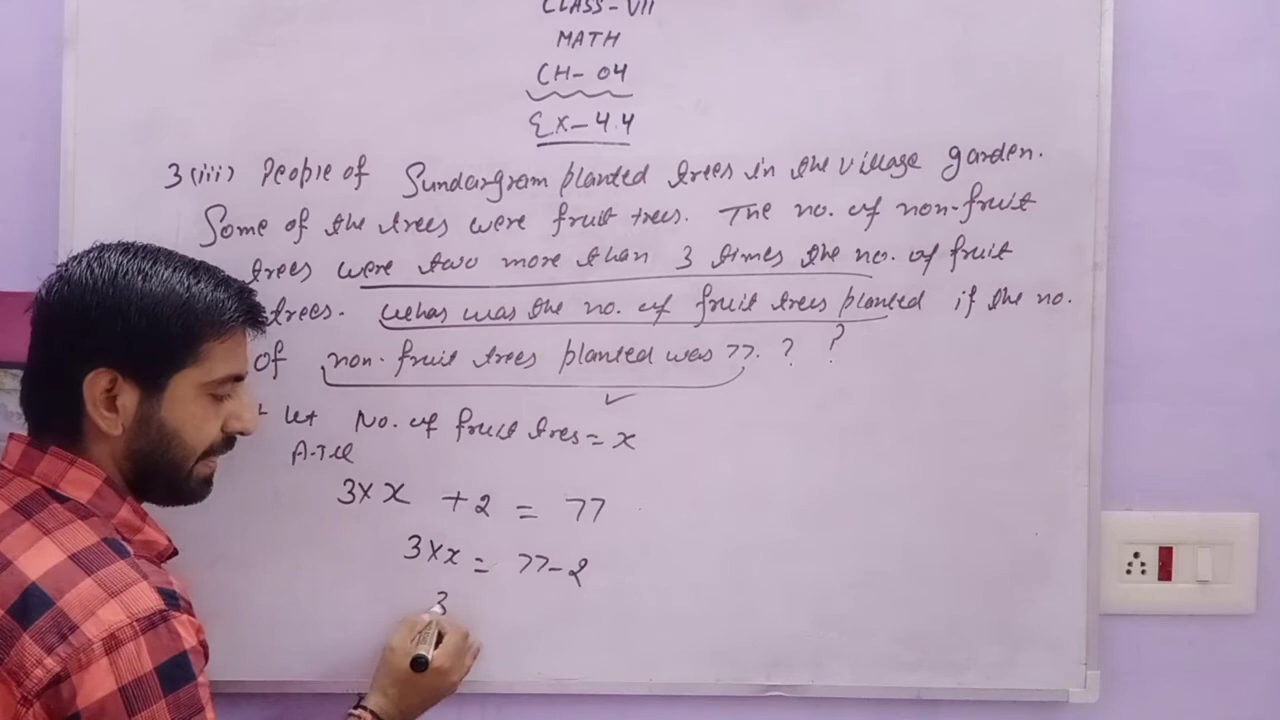 CLASS-VII
MATH
CH-04
Ex-4.4
3(iii) People of Sundargram planted trees in the village garden.
Some of the trees were fruit trees. The no. of non-fruit
trees were two more than 3 times the no. of fruit
trees. what was the no. of fruit trees planted if the no.
of non-fruit trees planted was 77. ? ?
let No. of fruit tres = x
3×x +2 = 77
3×x = 77-2
3